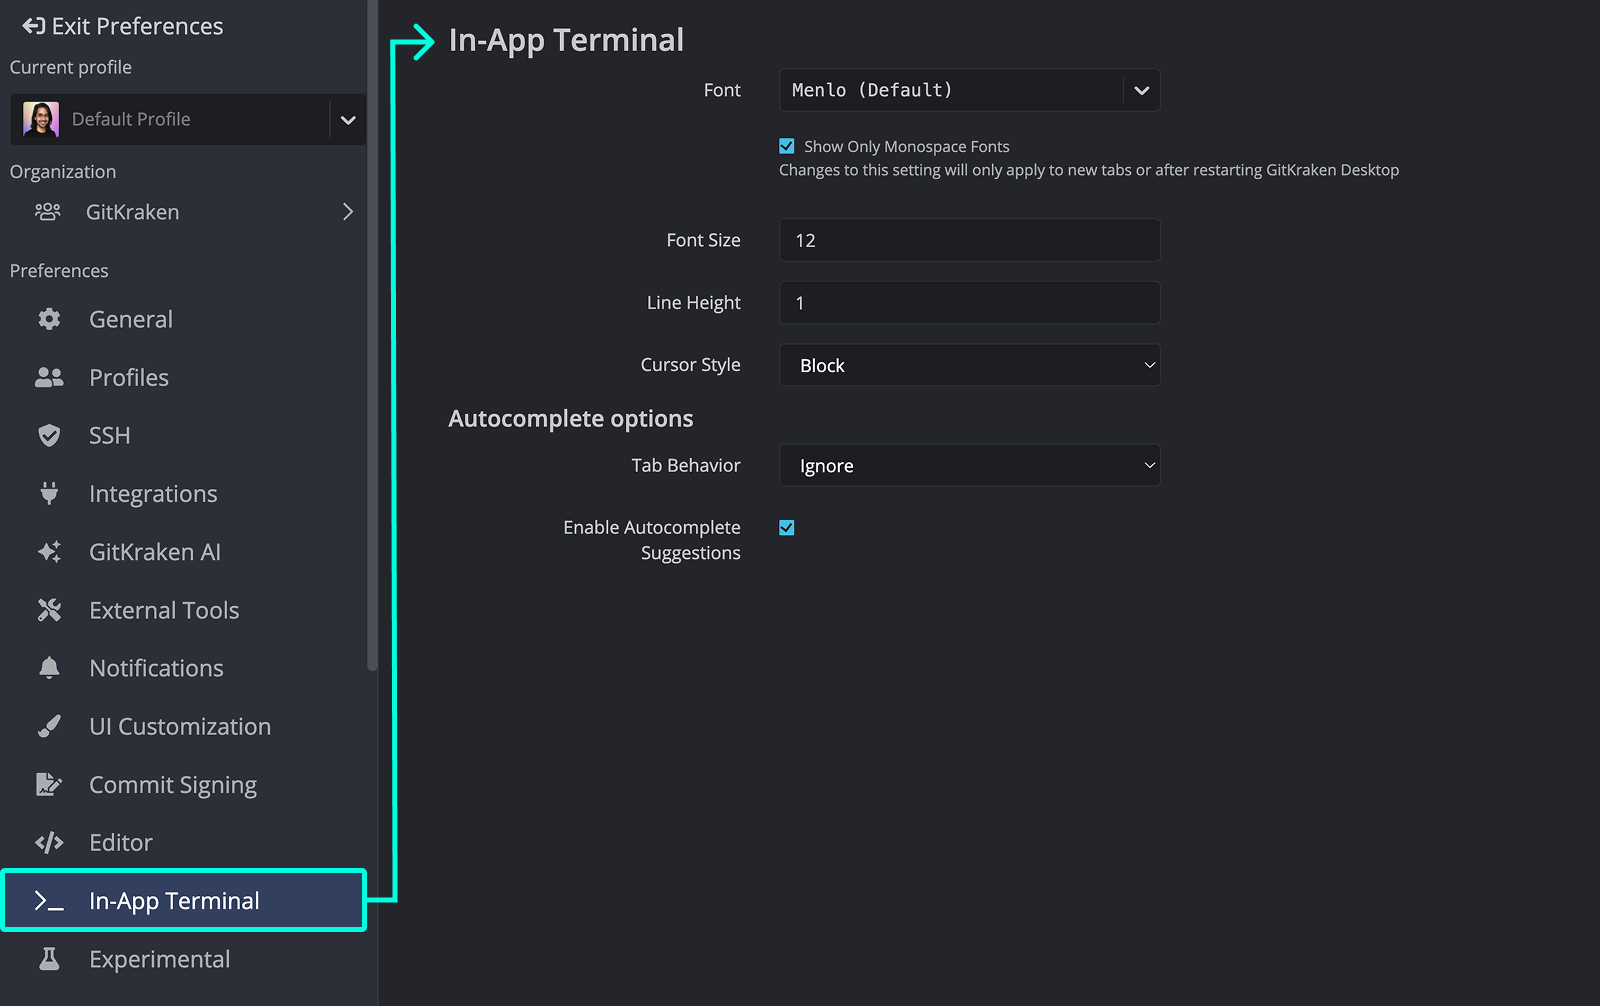 Exit Preferences
Current profile
Default Profile
Organization
GitKraken
Preferences
General
Profiles
SSH
Integrations
GitKraken AI
External Tools
Notifications
UI Customization
Commit Signing
Editor
In-App Terminal
Experimental
In-App Terminal
Font
Menlo (Default)
Show Only Monospace Fonts
Changes to this setting will only apply to new tabs or after restarting GitKraken Desktop
Font Size
12
Line Height
1
Cursor Style
Block
Autocomplete options
Tab Behavior
Ignore
Enable Autocomplete
Suggestions